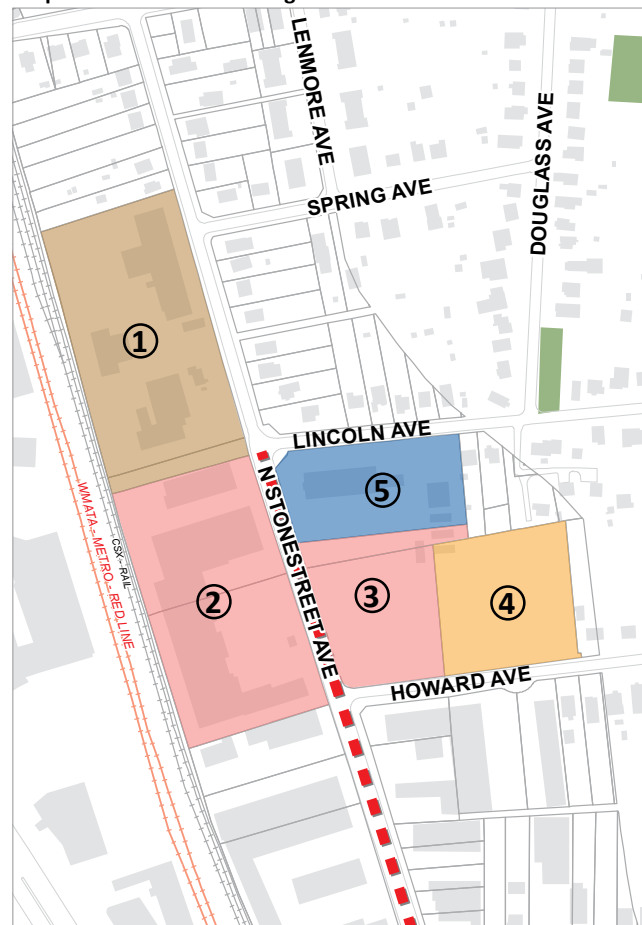 LENMORE AVE
DOUGLASS AVE
SPRING AVE
①
LINCOLN AVE
⑤
N STONESTREET AVE
WMATA - METRO - RED LINE
CSX - RAIL
②
③
④
HOWARD AVE